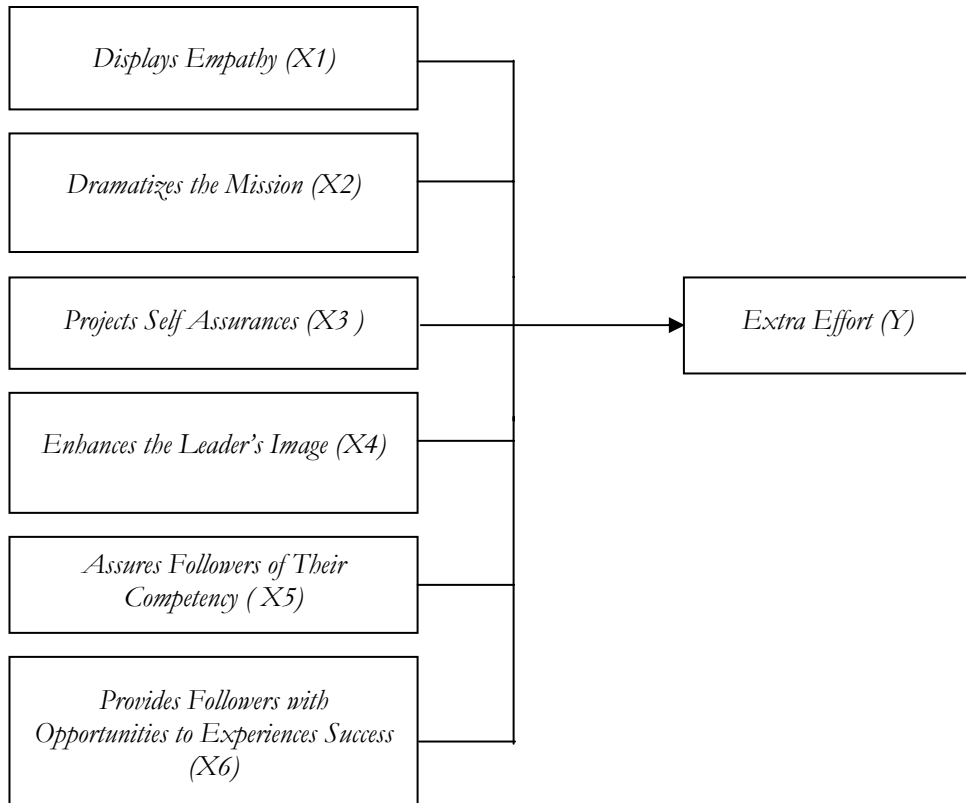 Displays Empathy (X1)
Dramatizes the Mission (X2)
Projects Self Assurances (X3 )
Extra Effort (Y)
Enhances the Leader's Image (X4)
Assures Followers of Their
Competency ( X5)
Provides Followers with
Opportunities to Experiences Success
(X6)